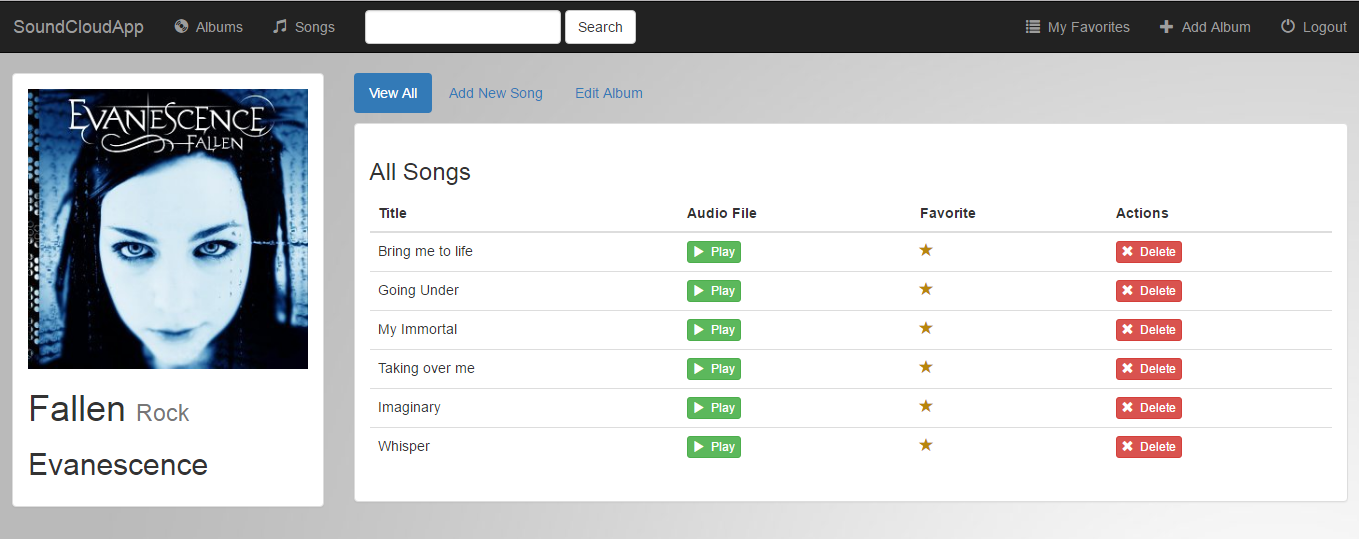 SoundCloudApp Albums Songs Search My Favorites Add Album Logout
EVANESCENCE
FALLEN
Fallen Rock
Evanescence
View All Add New Song Edit Album
All Songs
Title Audio File Favorite Actions
Bring me to life Play Delete
Going Under Play Delete
My Immortal Play Delete
Taking over me Play Delete
Imaginary Play Delete
Whisper Play Delete